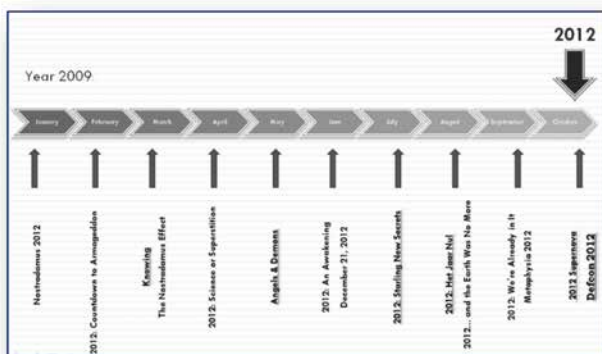 2012
Year 2009
January
February
March
April
May
June
July
August
September
October
Nostradamus 2012
2012: Countdown to Armageddon
Knowing
The Nostradamus Effect
2012: Science or Superstition
Angels & Demons
2012: An Awakening
December 21, 2012
2012: Starling New Secrets
2012: Het Jaar Nul
2012... and the Earth Was No More
2012: We're Already in It
Metaphysia 2012
2012 Supernova
Defcon 2012